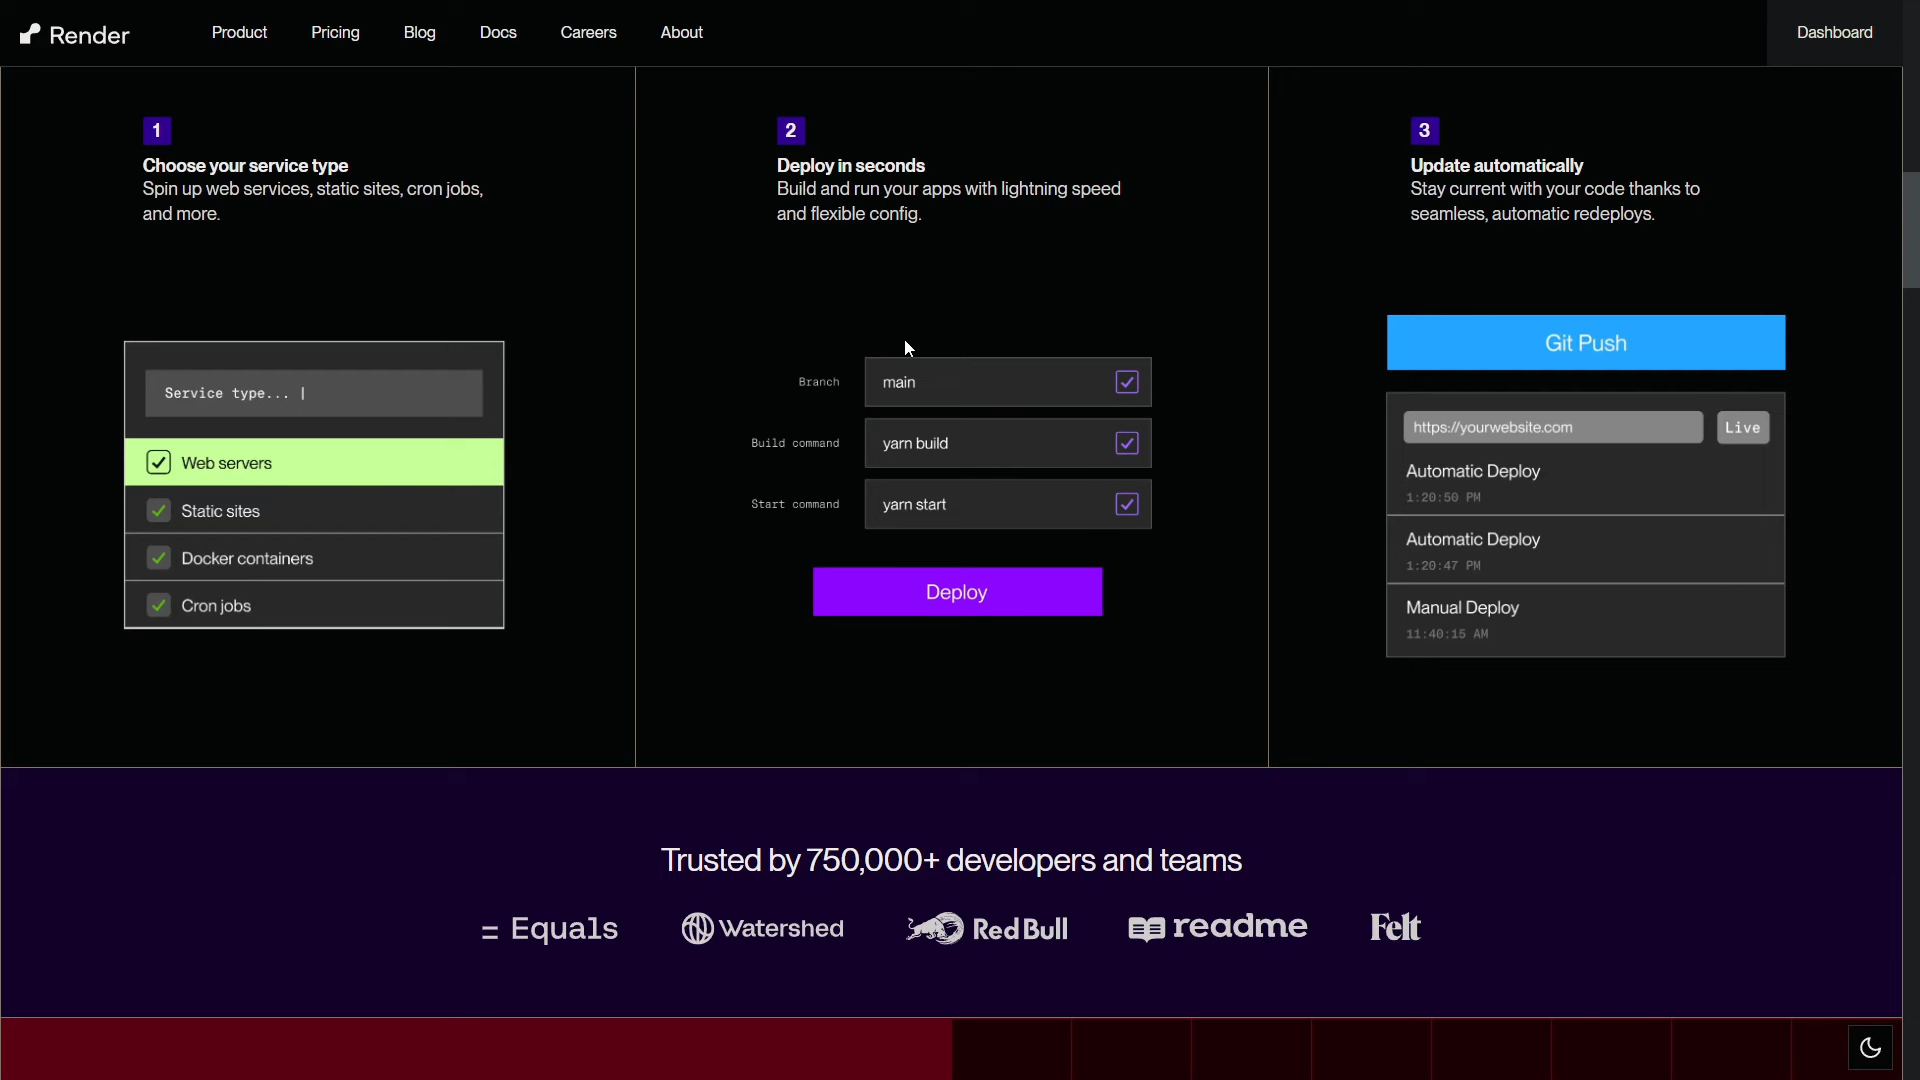 Render
Product
Pricing
Blog
Docs
Careers
About
Dashboard
1
Choose your service type
Spin up web services, static sites, cron jobs,
and more.
Service type... |
Web servers
Static sites
Docker containers
Cron jobs
2
Deploy in seconds
Build and run your apps with lightning speed
and flexible config.
Branch main
Build command yarn build
Start command yarn start
Deploy
3
Update automatically
Stay current with your code thanks to
seamless, automatic redeploys.
Git Push
https://yourwebsite.com Live
Automatic Deploy
1:20:50 PM
Automatic Deploy
1:20:47 PM
Manual Deploy
11:40:15 AM
Trusted by 750,000+ developers and teams
= Equals
Watershed
Red Bull
readme
Felt